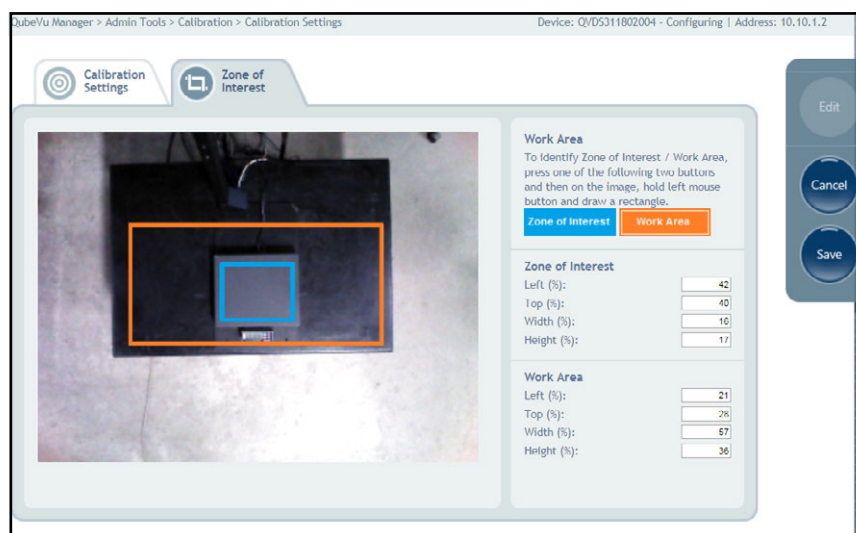 QubeVu Manager > Admin Tools > Calibration > Calibration Settings
Device: QVDS311802004 - Configuring | Address: 10.10.1.2
Calibration
Settings
Zone of
Interest
Edit
Cancel
Save
Work Area
To Identify Zone of Interest / Work Area,
press one of the following two buttons
and then on the image, hold left mouse
button and draw a rectangle.
Zone of Interest
Work Area
Zone of Interest
Left (%): 42
Top (%): 40
Width (%): 16
Height (%): 17
Work Area
Left (%): 21
Top (%): 28
Width (%): 57
Height (%): 36